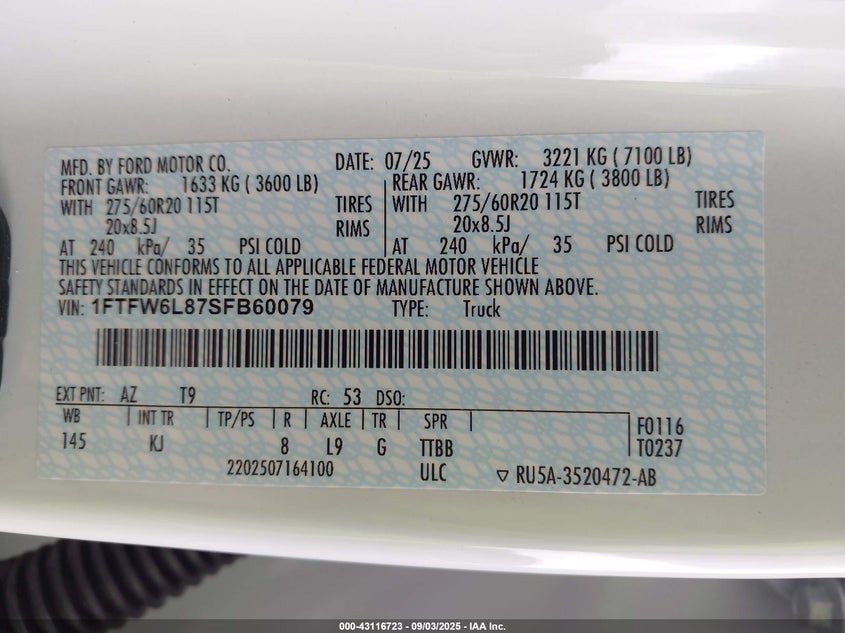 MFD. BY FORD MOTOR CO. DATE: 07/25 GVWR: 3221 KG ( 7100 LB)
FRONT GAWR: 1633 KG ( 3600 LB) REAR GAWR: 1724 KG ( 3800 LB)
WITH 275/60R20 115T TIRES WITH 275/60R20 115T TIRES
20x8.5J RIMS 20x8.5J RIMS
AT 240 kPa/ 35 PSI COLD AT 240 kPa/ 35 PSI COLD
THIS VEHICLE CONFORMS TO ALL APPLICABLE FEDERAL MOTOR VEHICLE
SAFETY STANDARDS IN EFFECT ON THE DATE OF MANUFACTURE SHOWN ABOVE.
VIN: 1FTFW6L87SFB60079 TYPE: Truck
EXT PNT: AZ T9 RC: 53 DSO:
WB INT TR TP/PS R AXLE TR SPR F0116
145 KJ 8 L9 G TTBB T0237
2202507164100 ULC RU5A-3520472-AB
000-43116723 - 09/03/2025 - IAA Inc.